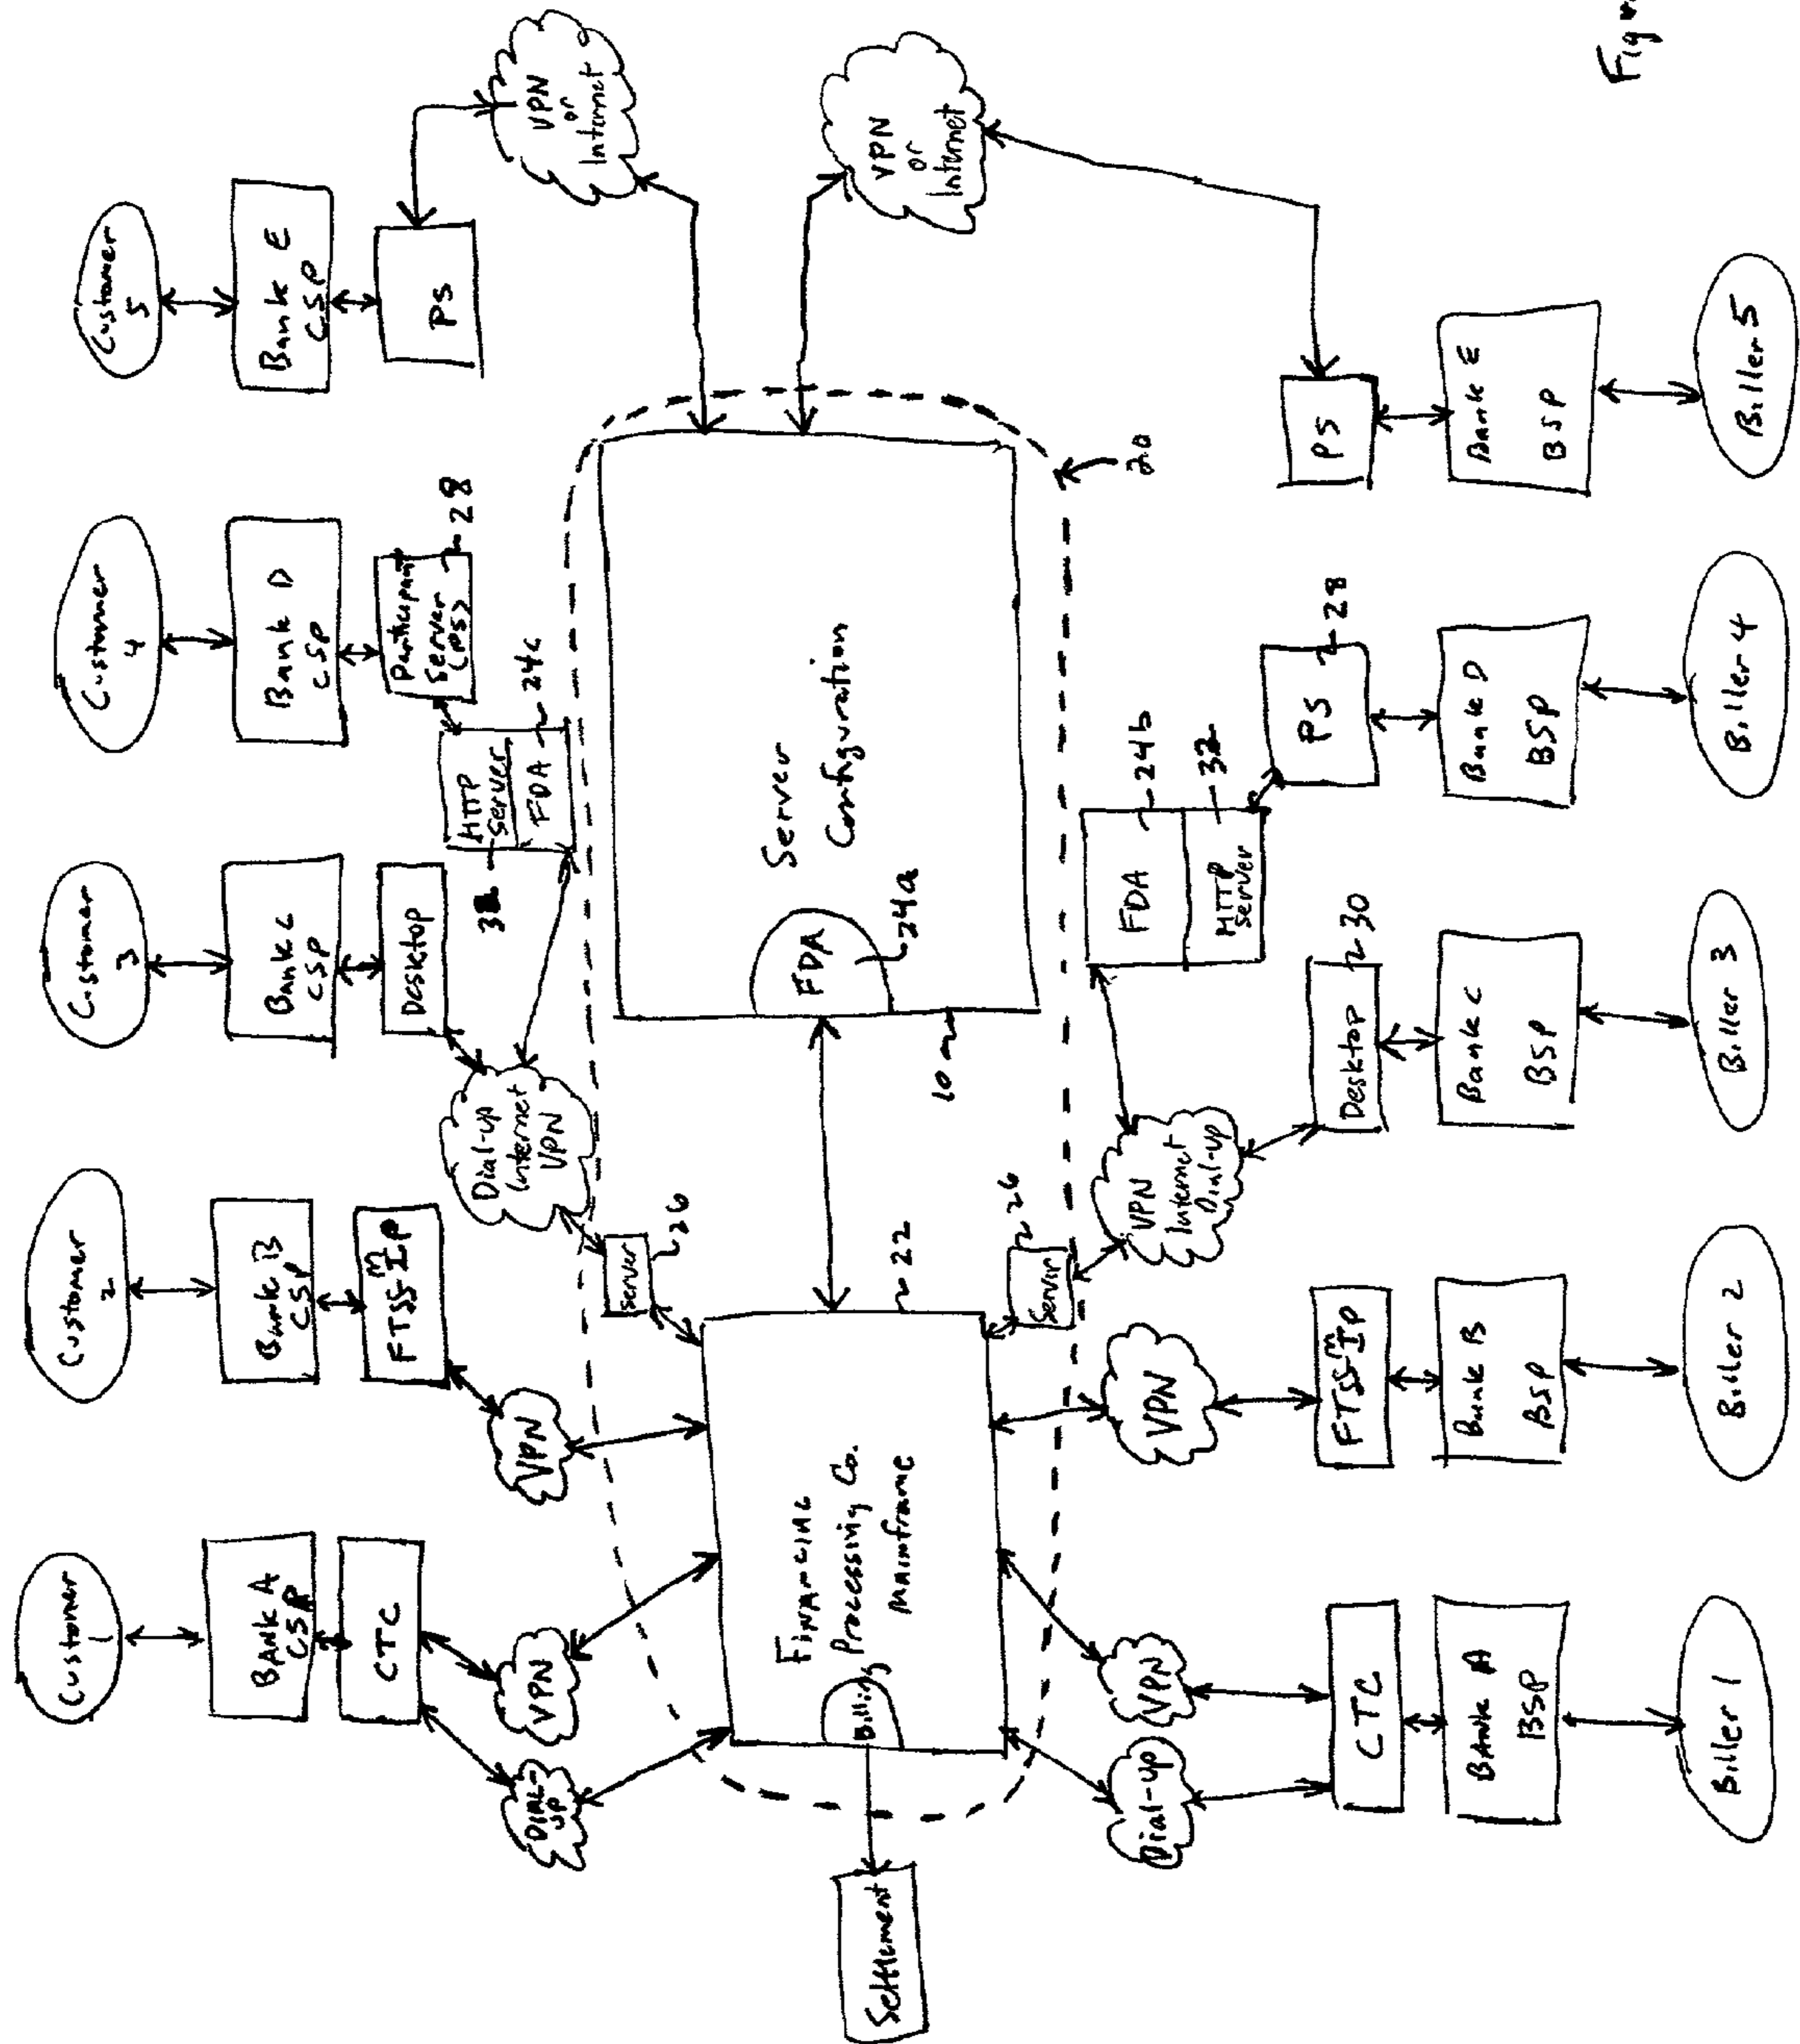 Customer
1
Customer
2
Customer
3
Customer
4
Customer
5
BANK A
CSP
Bank B
CSP
Bank C
CSP
Bank D
CSP
Bank E
CSP
CTC
FTSS-MIP
Desktop
Participant
Server
(PS)
28
PS
HTTP
server
FDA
24c
DIAL-
UP
VPN
VPN
Dial-up
Internet
VPN
VPN
or
Internet
server
26
FINANCIAL
Processing Co.
Mainframe
Billing
22
Settlement
Server
Configuration
FDA
24a
10
20
VPN
or
Internet
Server
26
Dial-up
VPN
VPN
VPN
Internet
Dial-up
FDA
24b
HTTP
server
32
CTC
FTSS-MIP
Desktop
30
PS
28
PS
BANK A
BSP
Bank B
BSP
Bank C
BSP
Bank D
BSP
Bank E
BSP
Biller 1
Biller 2
Biller 3
Biller 4
Biller 5